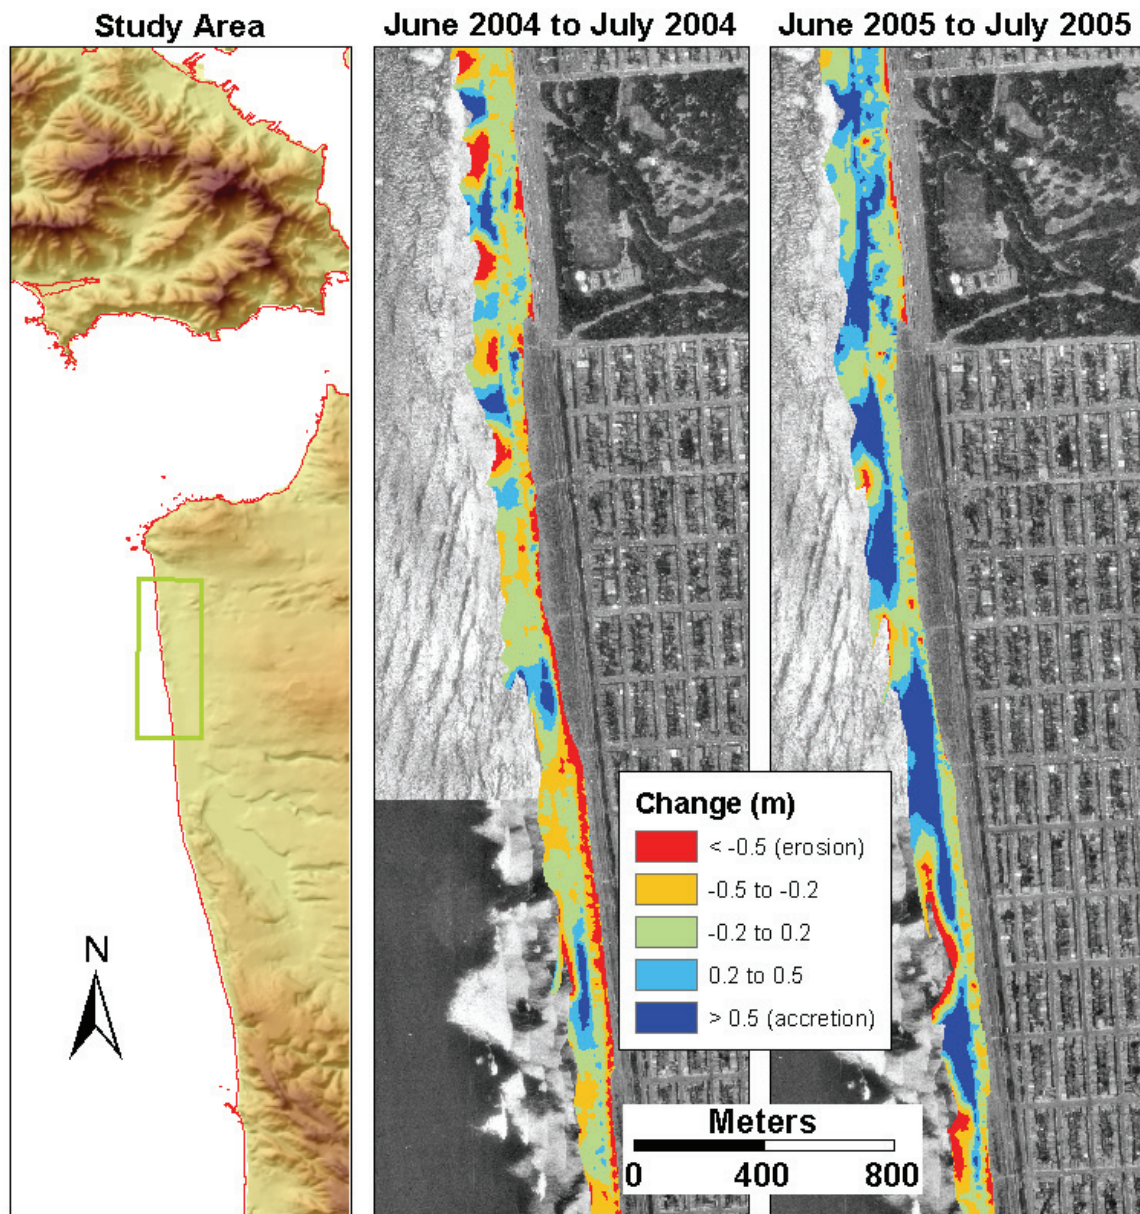 Study Area
June 2004 to July 2004
June 2005 to July 2005
N
Change (m)
< -0.5 (erosion)
-0.5 to -0.2
-0.2 to 0.2
0.2 to 0.5
> 0.5 (accretion)
Meters
0 400 800